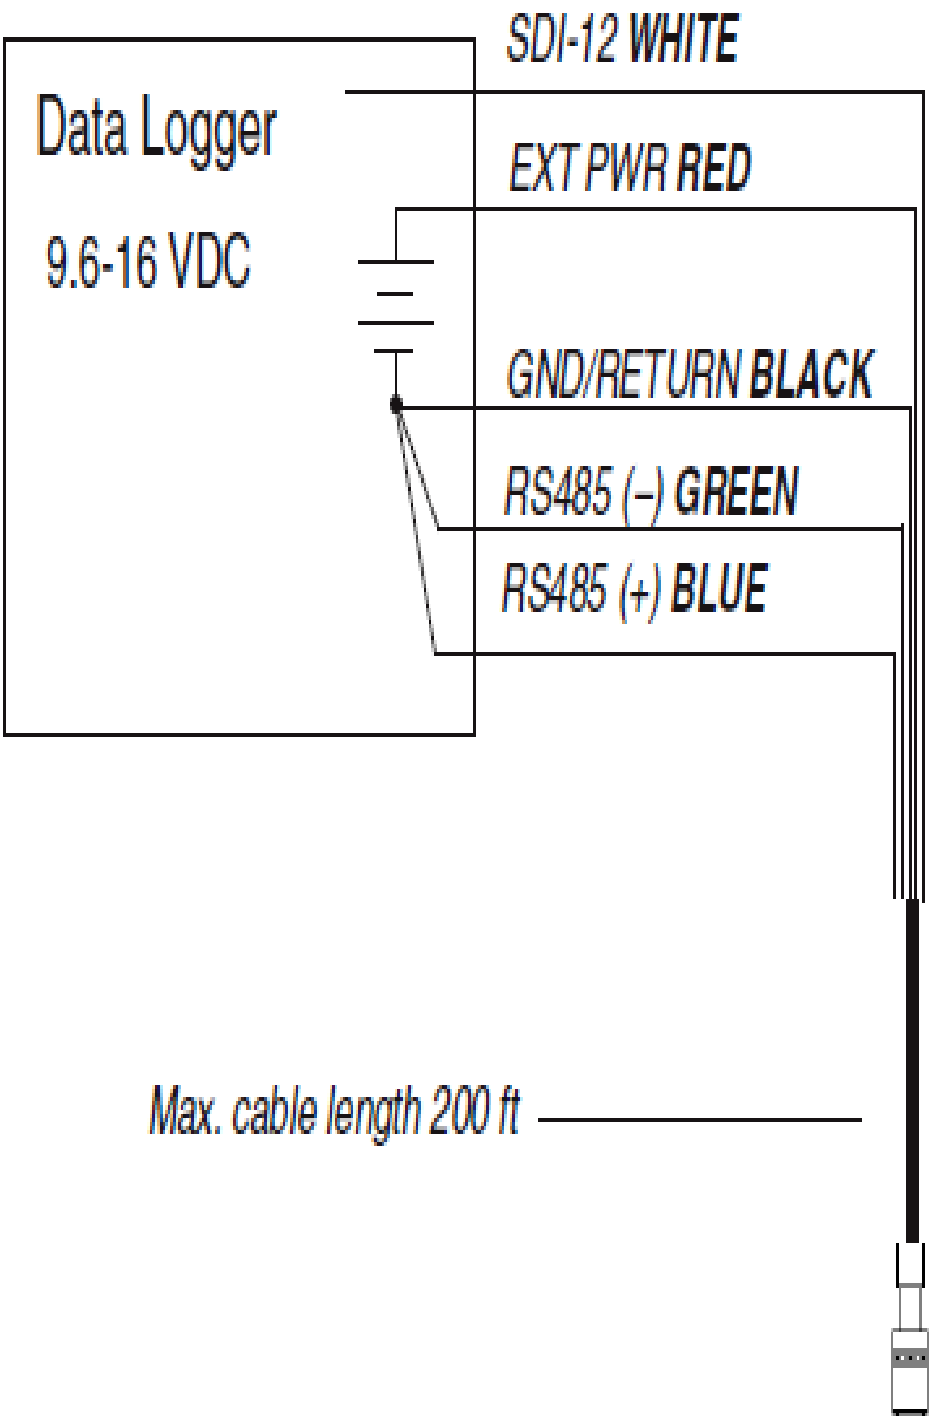 SDI-12 WHITE
Data Logger
EXT PWR RED
9.6-16 VDC
GND/RETURN BLACK
RS485 (–) GREEN
RS485 (+) BLUE
Max. cable length 200 ft